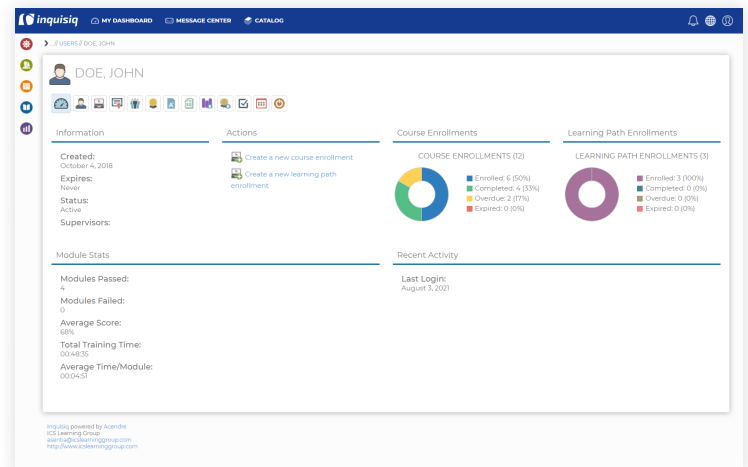 inquisiq MY DASHBOARD MESSAGE CENTER CATALOG
...// USERS // DOE, JOHN
DOE, JOHN
Information
Created:
October 4, 2018
Expires:
Never
Status:
Active
Supervisors:
Actions
Create a new course enrollment
Create a new learning path
enrollment
Course Enrollments
COURSE ENROLLMENTS (12)
Enrolled: 6 (50%)
Completed: 4 (33%)
Overdue: 2 (17%)
Expired: 0 (0%)
Learning Path Enrollments
LEARNING PATH ENROLLMENTS (3)
Enrolled: 3 (100%)
Completed: 0 (0%)
Overdue: 0 (0%)
Expired: 0 (0%)
Module Stats
Modules Passed:
4
Modules Failed:
0
Average Score:
68%
Total Training Time:
00:48:35
Average Time/Module:
00:04:51
Recent Activity
Last Login:
August 3, 2021
Inquisiq powered by Acendre
ICS Learning Group
asentia@icslearninggroup.com
http://www.icslearninggroup.com